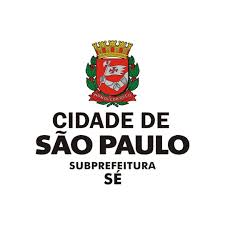 CIDADE DE
SÃO PAULO
SUBPREFEITURA
SÉ